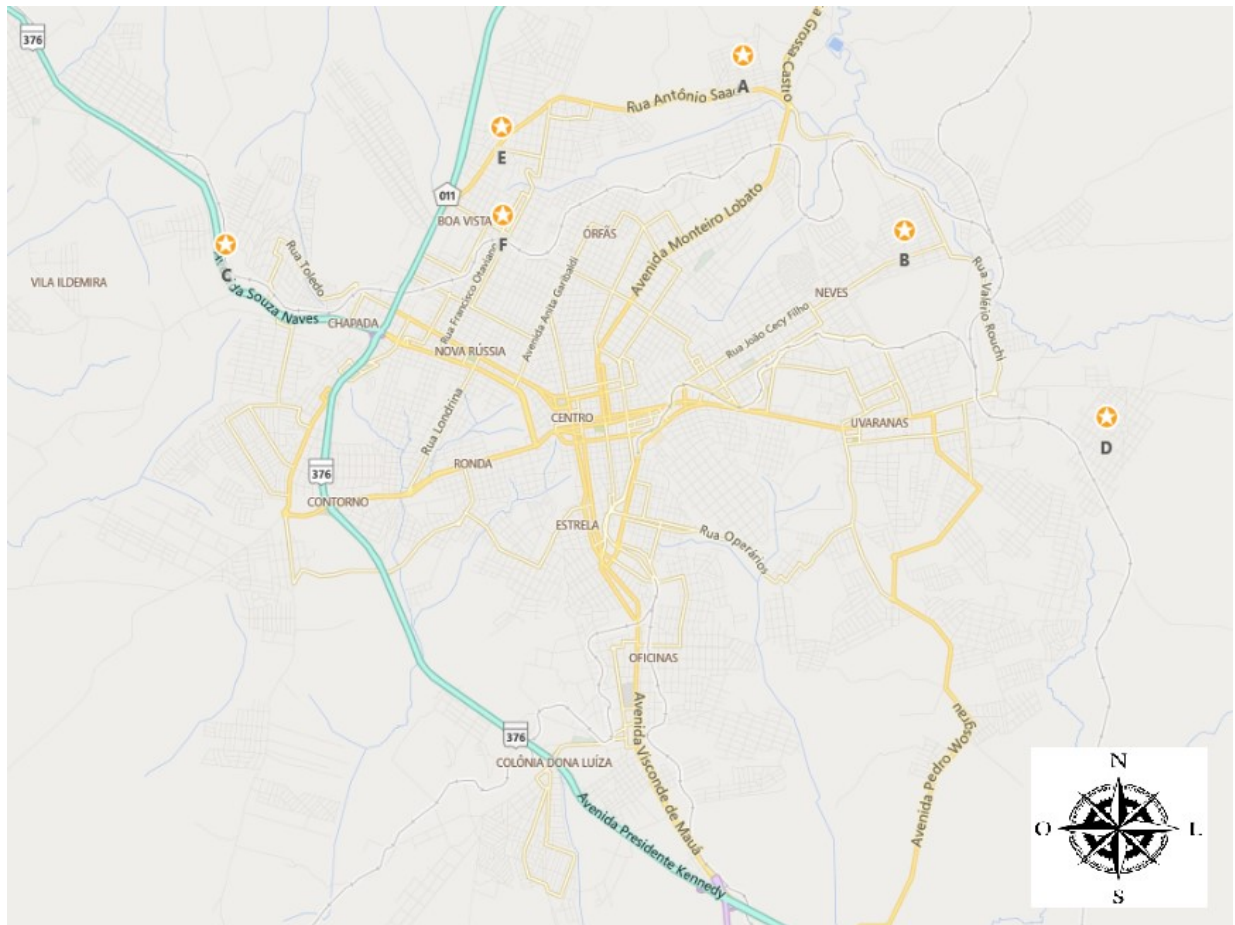 376
a Grossa-Castro
A
Rua Antônio Saad
E
011
BOA VISTA
F
Avenida Monteiro Lobato
ÓRFÃS
B
C
Rua Toledo
VILA ILDEMIRA
da Souza Naves
CHAPADA
Rua Francisco Otaviano
Avenida Anita Garibaldi
NEVES
Rua Valério Rouchi
Rua João Cecy Filho
NOVA RÚSSIA
CENTRO
UVARANAS
D
Rua Londrina
RONDA
376
CONTORNO
ESTRELA
Rua Operários
OFICINAS
Avenida Visconde de Mauá
Avenida Pedro Wosgrau
376
COLÔNIA DONA LUÍZA
Avenida Presidente Kennedy
N
O
L
S